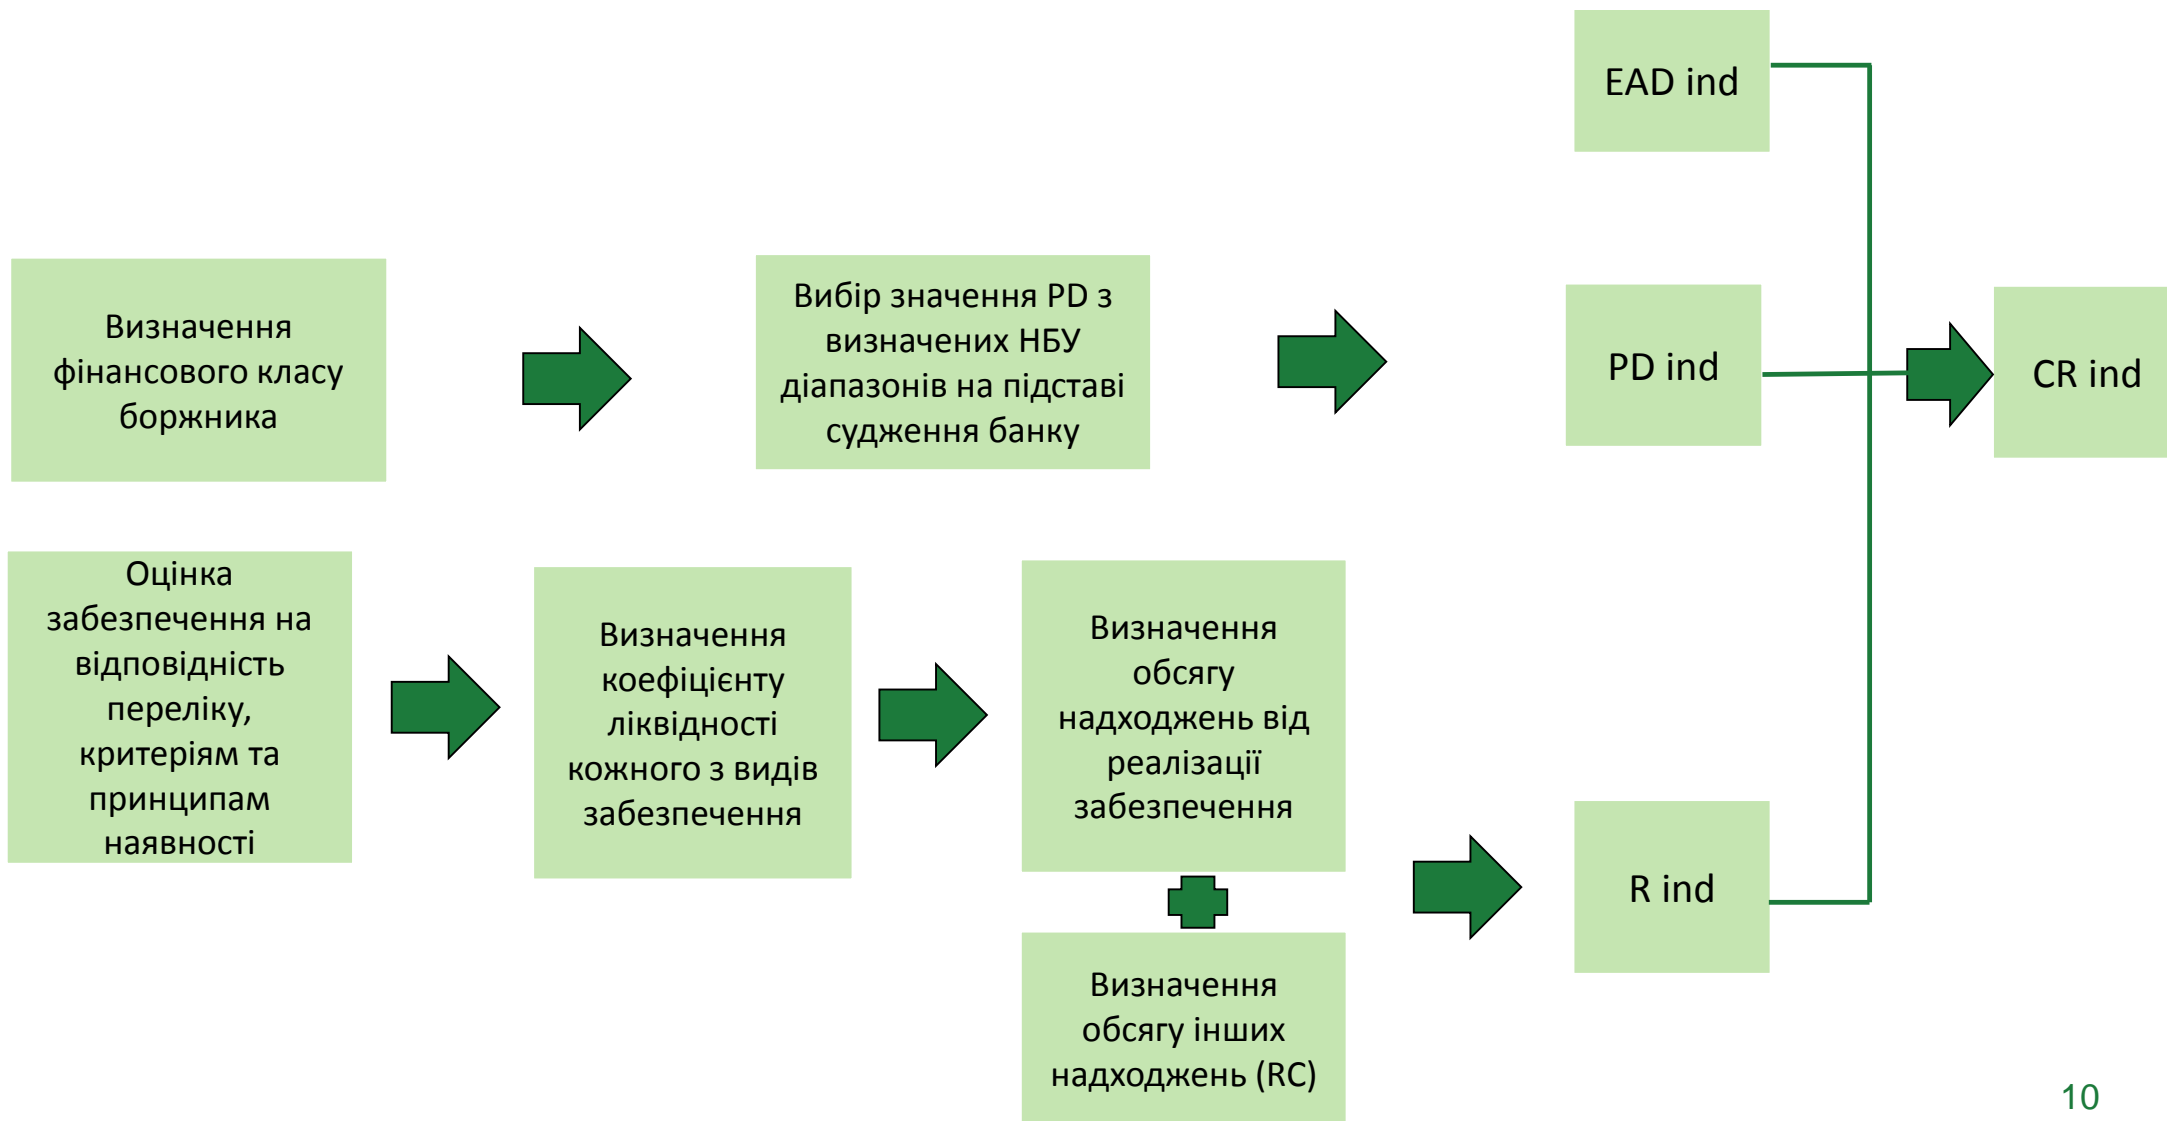 EAD ind
Визначення
фінансового класу
боржника
Вибір значення PD з
визначених НБУ
діапазонів на підставі
судження банку
PD ind
CR ind
Оцінка
забезпечення на
відповідність
переліку,
критеріям та
принципам
наявності
Визначення
коефіцієнту
ліквідності
кожного з видів
забезпечення
Визначення
обсягу
надходжень від
реалізації
забезпечення
Визначення
обсягу інших
надходжень (RC)
R ind
10